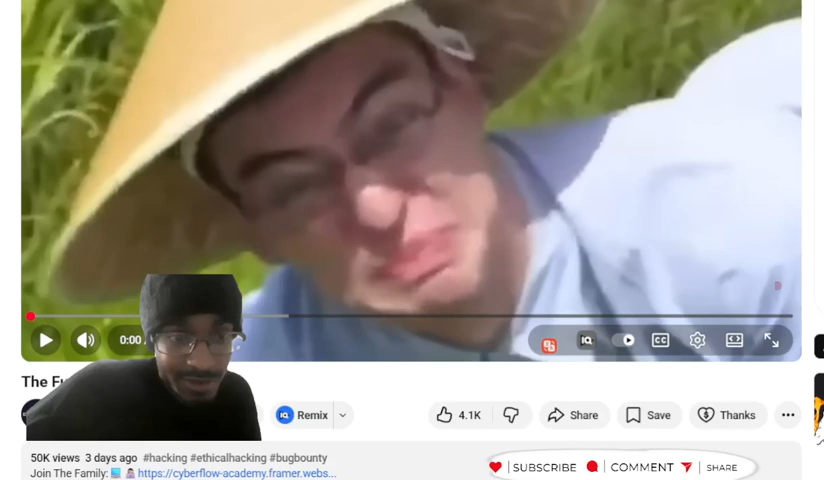 0:00
CC
The F
Remix
4.1K
Share
Save
Thanks
50K views 3 days ago #hacking #ethicalhacking #bugbounty
Join The Family: https://cyberflow-academy.framer.webs...
SUBSCRIBE COMMENT SHARE